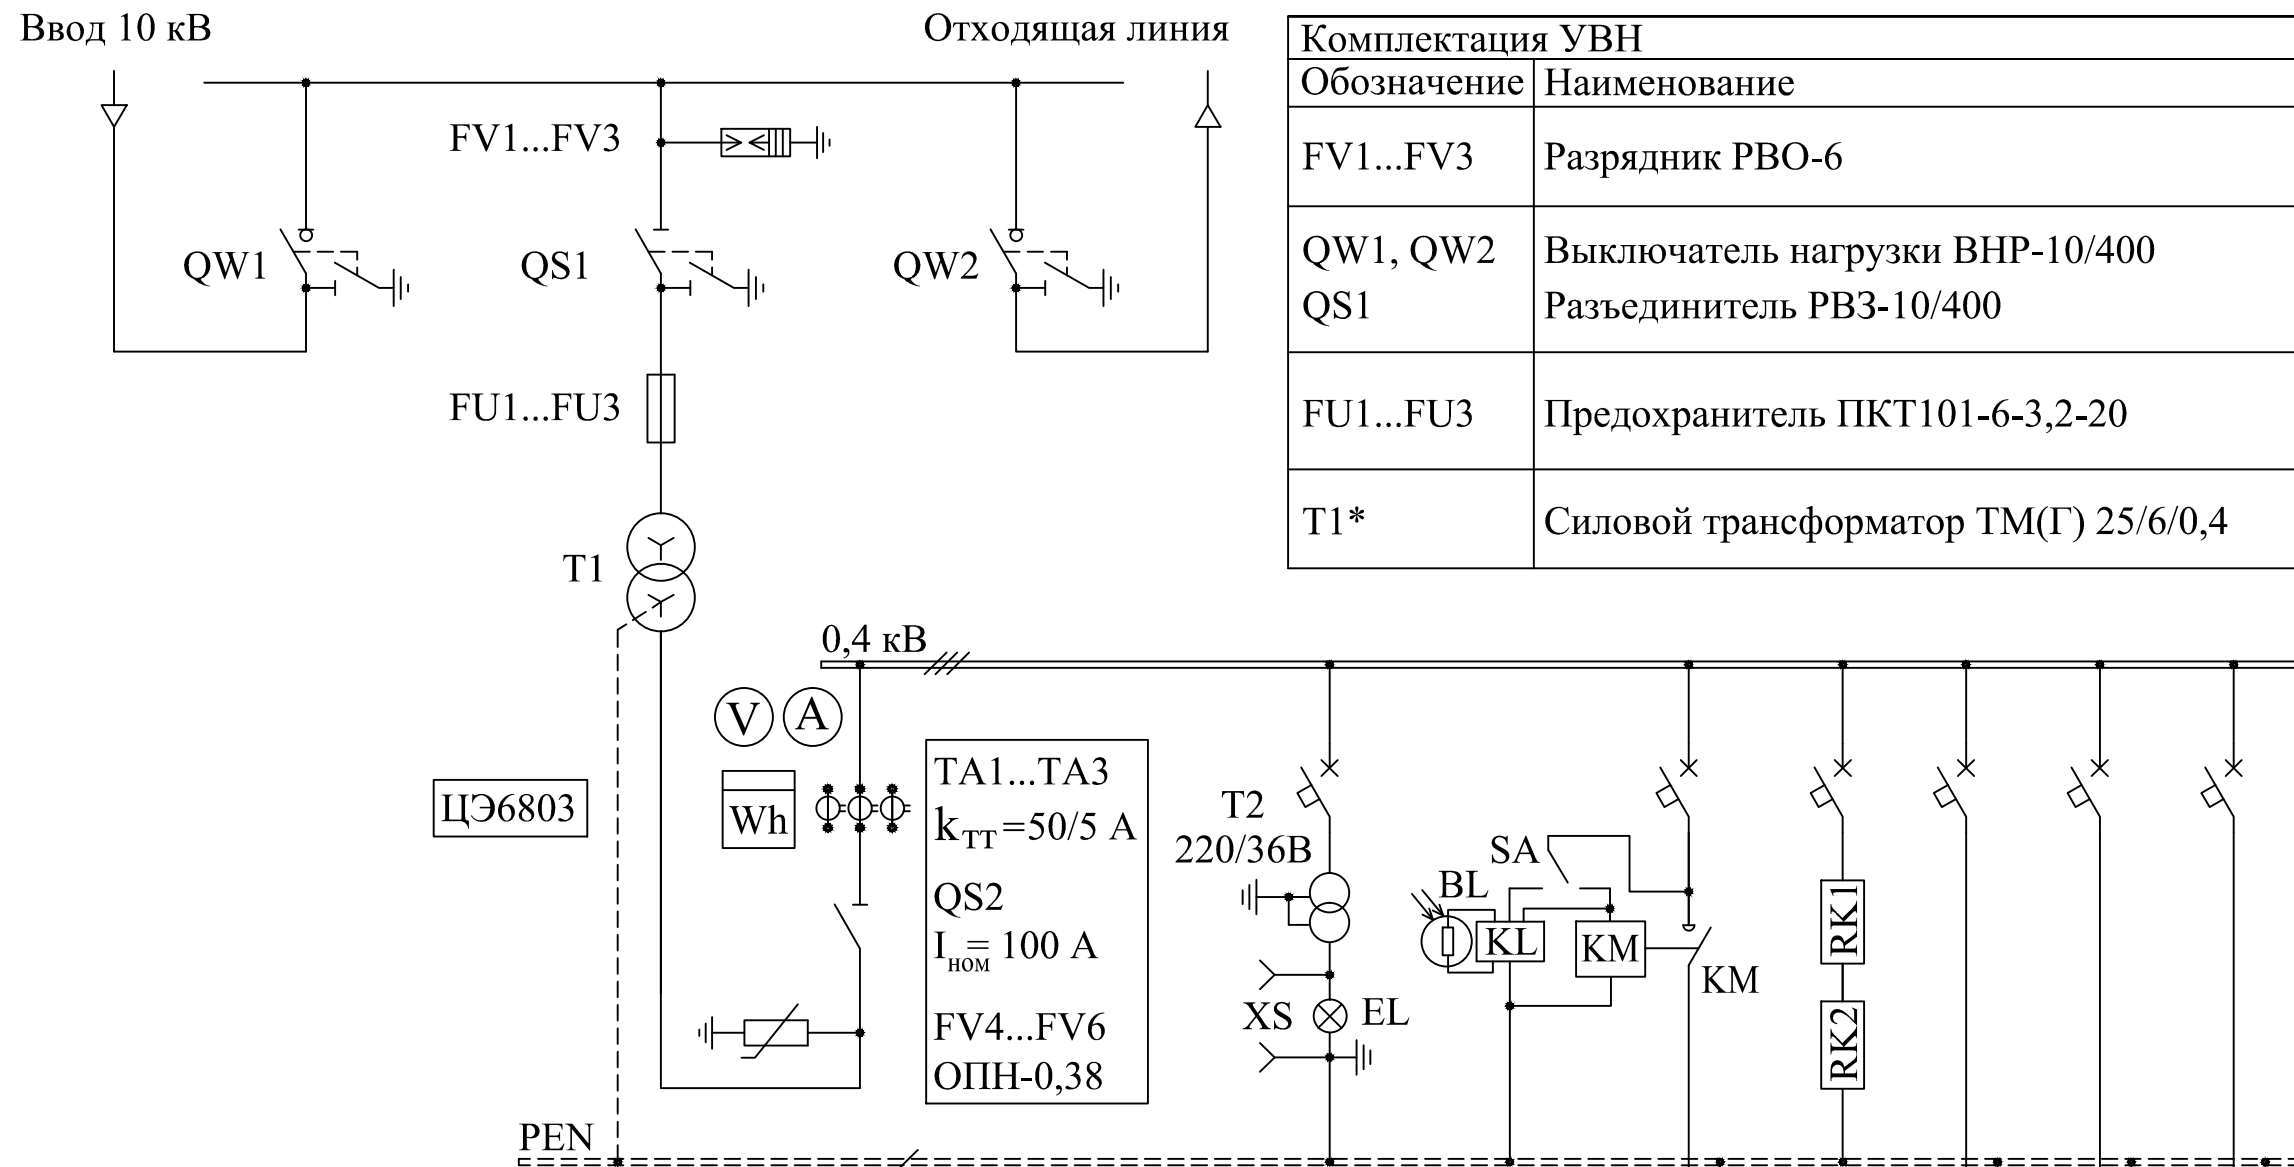 Ввод 10 кВ
Отходящая линия
FV1...FV3
QW1
QS1
QW2
FU1...FU3
T1
Комплектация УВН
Обозначение Наименование
FV1...FV3 Разрядник РВО-6
QW1, QW2 Выключатель нагрузки ВНР-10/400
QS1 Разъединитель РВЗ-10/400
FU1...FU3 Предохранитель ПКТ101-6-3,2-20
T1* Силовой трансформатор ТМ(Г) 25/6/0,4
0,4 кВ
V A
ЦЭ6803
Wh
TA1...TA3
kТТ=50/5 А
QS2
Iном= 100 А
FV4...FV6
ОПН-0,38
T2
220/36В
XS
EL
SA
BL
KL
KM
KM
RK1
RK2
PEN